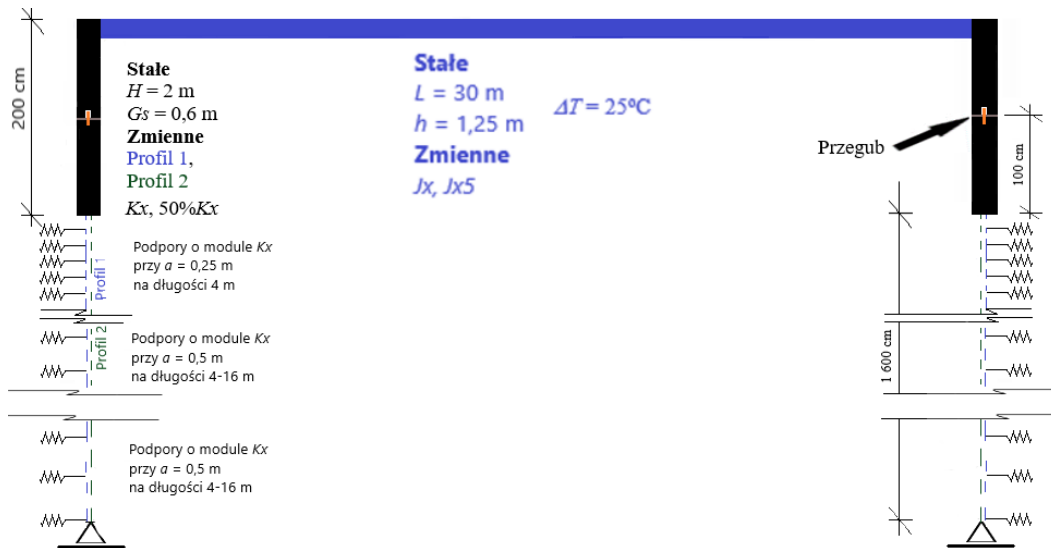 200 cm
Stałe
H = 2 m
Gs = 0,6 m
Zmienne
Profil 1,
Profil 2
Kx, 50%Kx
Stałe
L = 30 m
h = 1,25 m
Zmienne
Jx, Jx5
ΔT = 25⁰C
Przegub
100 cm
Podpory o module Kx
przy a = 0,25 m
na długości 4 m
Profil 1
Podpory o module Kx
przy a = 0,5 m
na długości 4-16 m
Profil 2
1 600 cm
Podpory o module Kx
przy a = 0,5 m
na długości 4-16 m